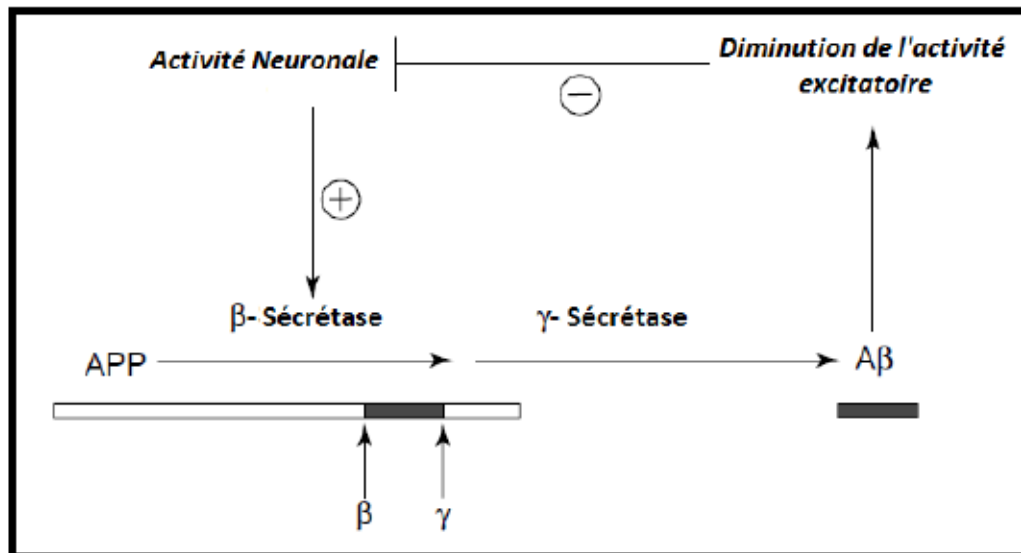 Activité Neuronale
Diminution de l'activité
excitatoire
−
+
β- Sécrétase
γ- Sécrétase
APP
Aβ
β
γ